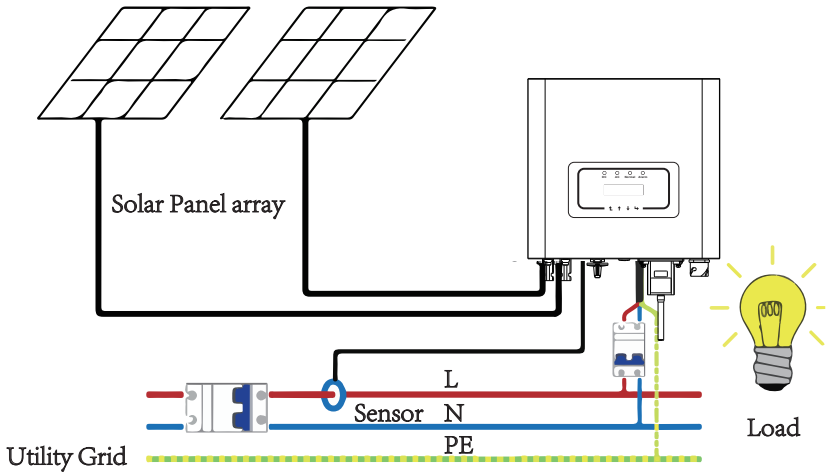 Solar Panel array
L
Sensor N
PE
Utility Grid
Load